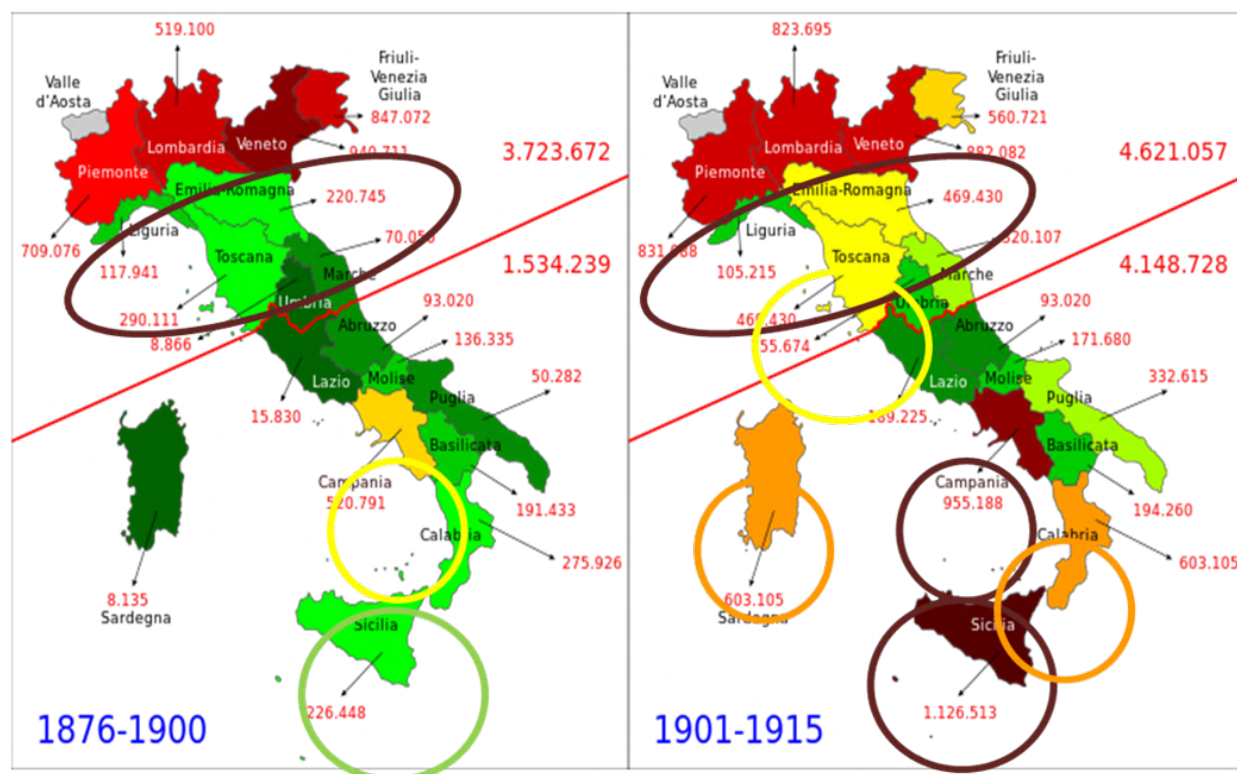 519.100
Friuli-
Venezia
Giulia
Valle
d'Aosta
847.072
Lombardia
Veneto
940.711
3.723.672
Piemonte
Emilia-Romagna
220.745
Liguria
70.050
709.076
117.941
Toscana
Marche
1.534.239
290.111
Umbria
93.020
8.866
Abruzzo
136.335
Lazio
Molise
50.282
15.830
Puglia
Basilicata
Campania
520.791
191.433
Calabria
275.926
8.135
Sardegna
Sicilia
226.448
1876-1900
823.695
Friuli-
Venezia
Giulia
Valle
d'Aosta
560.721
Lombardia
Veneto
882.082
4.621.057
Piemonte
Emilia-Romagna
469.430
Liguria
320.107
105.215
Toscana
Marche
4.148.728
Umbria
93.020
55.674
Abruzzo
171.680
Lazio
Molise
332.615
189.225
Puglia
Basilicata
Campania
955.188
194.260
Calabria
603.105
603.105
Sardegna
Sicilia
1.126.513
1901-1915